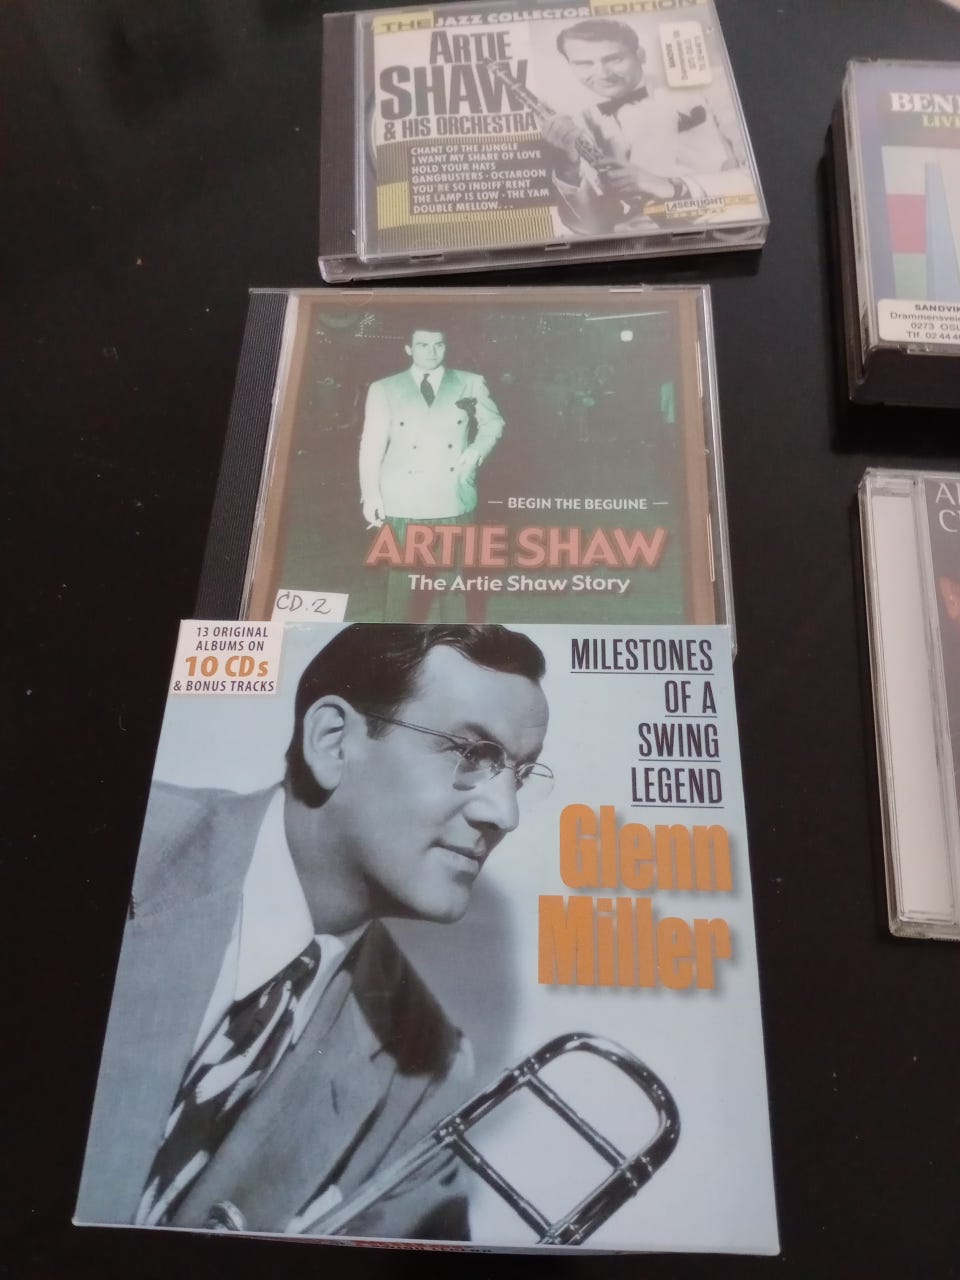 THE JAZZ COLLECTOR EDITION
ARTIE
SHAW
& HIS ORCHESTRA
CHANT OF THE JUNGLE
I WANT MY SHARE OF LOVE
HOLD YOUR HATS
GANGBUSTERS · OCTAROON
YOU'RE SO INDIFF'RENT
THE LAMP IS LOW · THE YAM
DOUBLE MELLOW...
LASERLIGHT
BEGIN THE BEGUINE
ARTIE SHAW
The Artie Shaw Story
CD.2
13 ORIGINAL
ALBUMS ON
10 CDs
& BONUS TRACKS
MILESTONES
OF A
SWING
LEGEND
Glenn
Miller
LIVE
0273